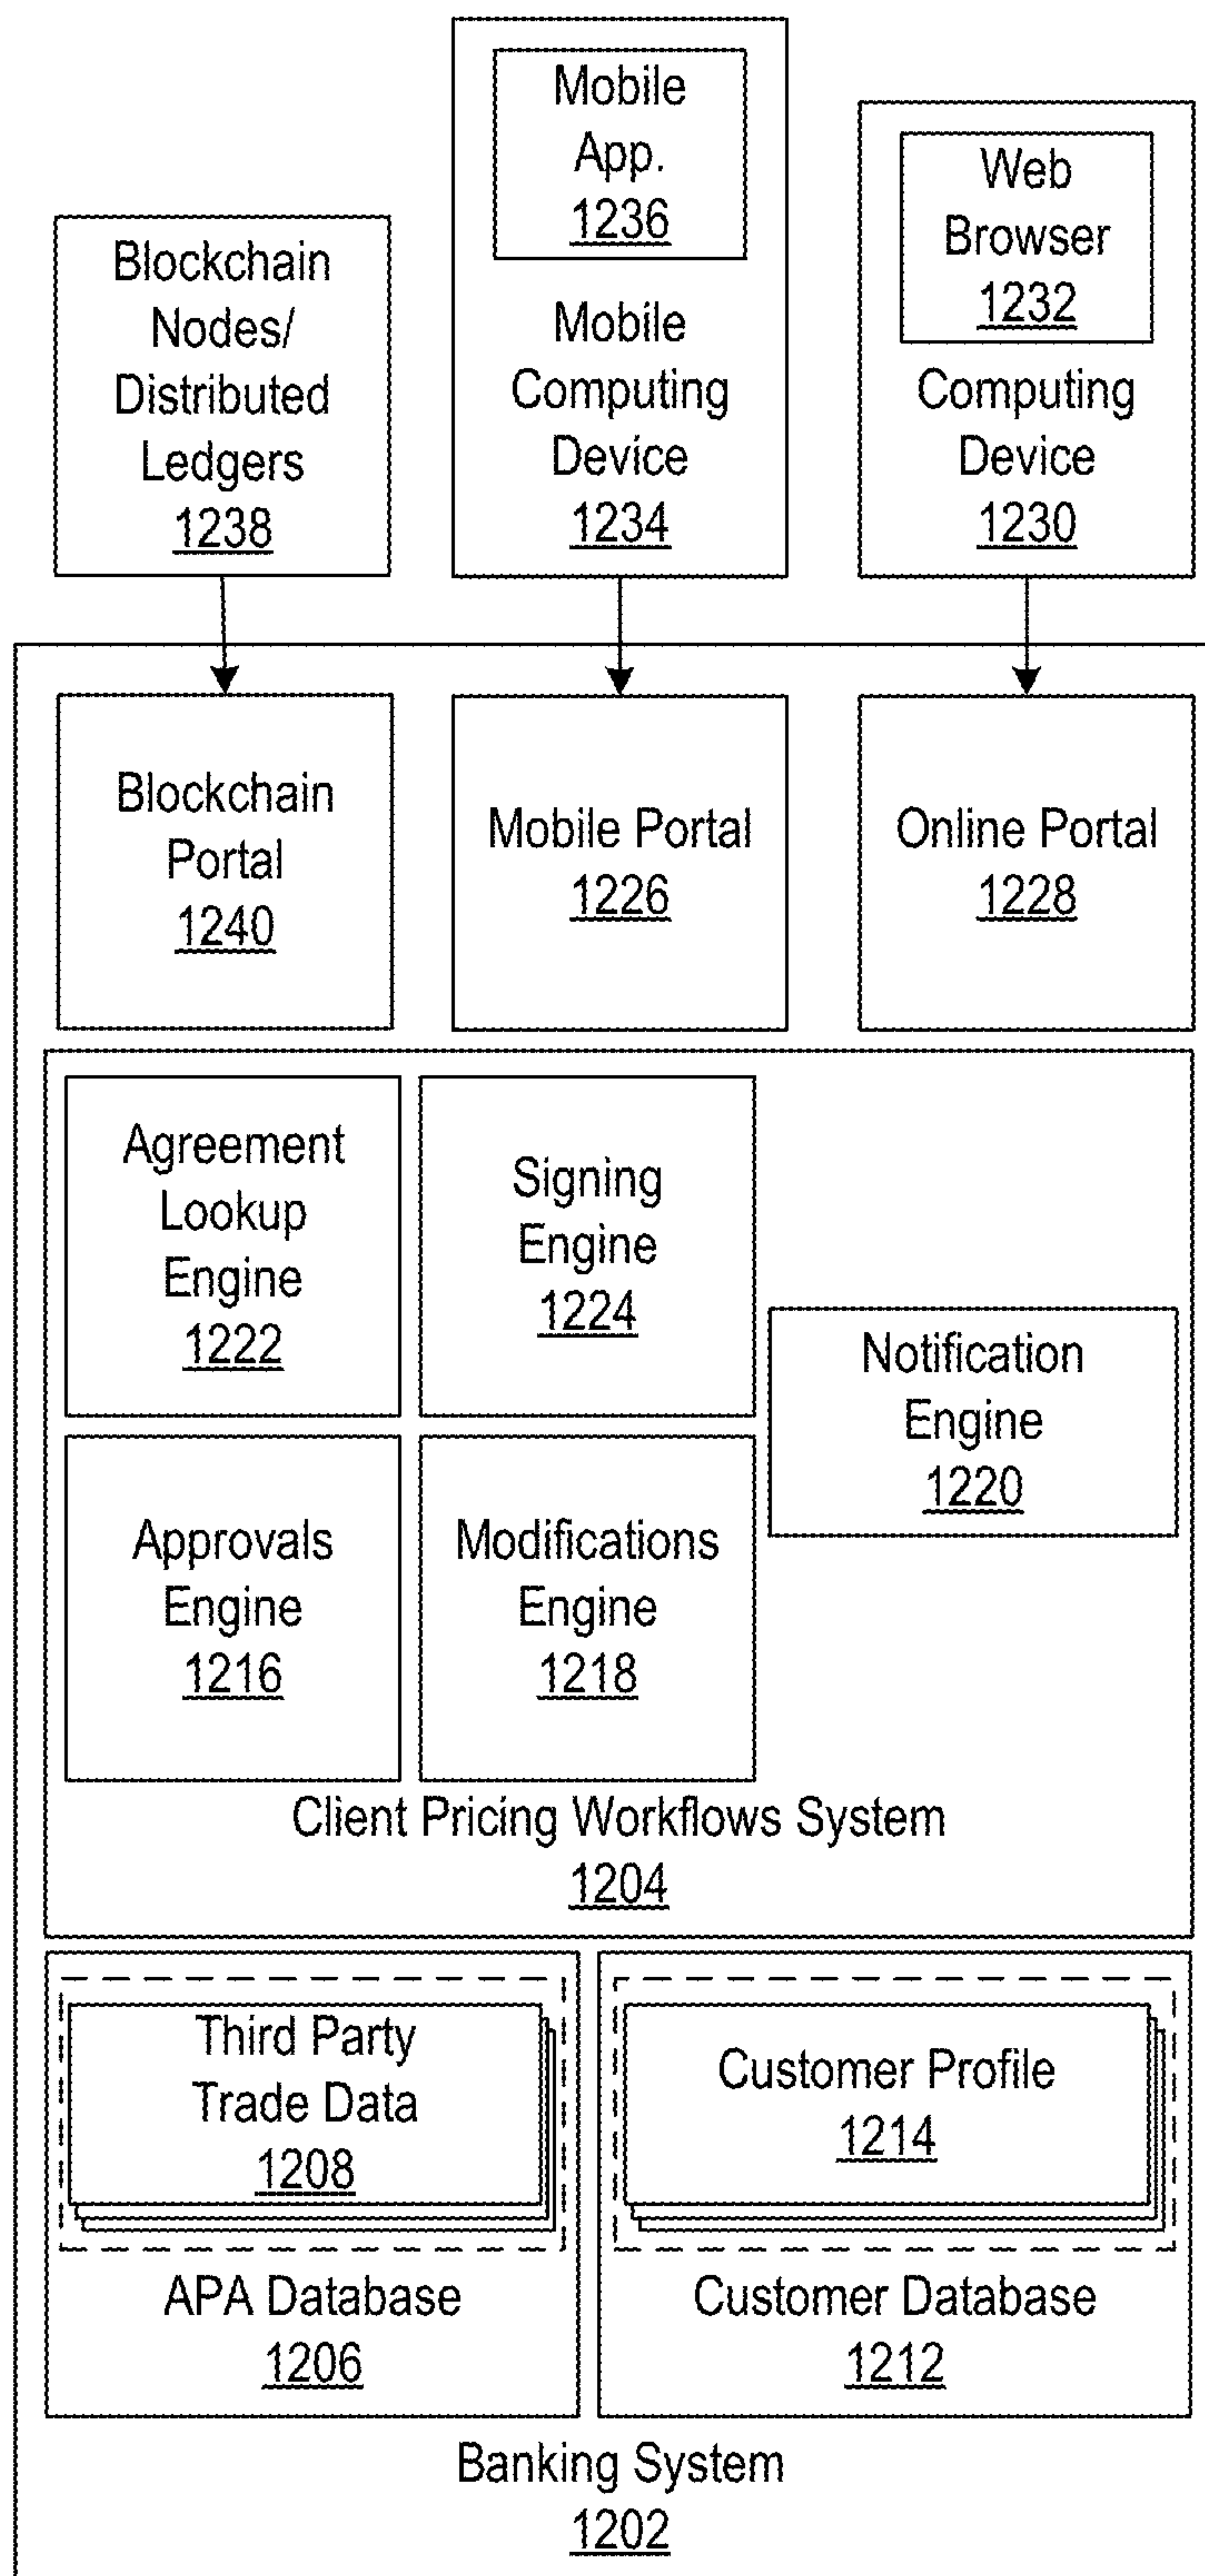 Mobile
App.
1236
Mobile
Computing
Device
1234
Web
Browser
1232
Computing
Device
1230
Blockchain
Nodes/
Distributed
Ledgers
1238
Blockchain
Portal
1240
Mobile Portal
1226
Online Portal
1228
Agreement
Lookup
Engine
1222
Signing
Engine
1224
Notification
Engine
1220
Approvals
Engine
1216
Modifications
Engine
1218
Client Pricing Workflows System
1204
Third Party
Trade Data
1208
APA Database
1206
Customer Profile
1214
Customer Database
1212
Banking System
1202